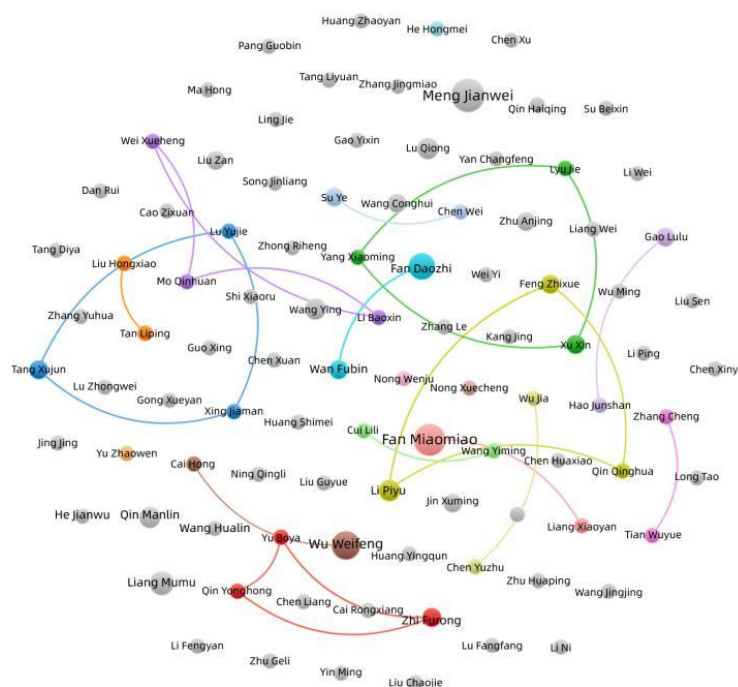 Huang Zhaoyan
He Hongmei
Chen Xu
Pang Guobin
Tang Liyuan
Zhang Jingmiao
Ma Hong
Meng Jianwei
Qin Haiqing
Su Beixin
Ling Jie
Wei Xueheng
Gao Yixin
Lu Qiong
Liu Zan
Yan Changfeng
Lyu Jie
Li Wei
Song Jinliang
Dan Rui
Su Ye
Wang Conghui
Chen Wei
Cao Zixuan
Zhu Anjing
Liang Wei
Lu Yujie
Gao Lulu
Tang Diya
Zhong Riheng
Yang Xiaoming
Liu Hongxiao
Fan Daozhi
Wei Yi
Mo Qinhuan
Feng Zhixue
Wu Ming
Shi Xiaoru
Liu Sen
Zhang Yuhua
Wang Ying
Li Baoxin
Zhang Le
Tan Liping
Kang Jing
Xu Xin
Guo Xing
Li Ping
Chen Xuan
Tang Xujun
Wan Fubin
Chen Xiny
Lu Zhongwei
Nong Wenju
Nong Xuecheng
Gong Xueyan
Wu Jia
Hao Junshan
Xing Jiaman
Zhang Cheng
Huang Shimei
Cui Lili
Fan Miaomiao
Jing Jing
Wang Yiming
Yu Zhaowen
Cai Hong
Chen Huaxiao
Ning Qingli
Qin Qinghua
Long Tao
Liu Guyue
Li Piyu
Jin Xuming
He Jianwu
Qin Manlin
Wang Hualin
Liang Xiaoyan
Yu Boya
Wu Weifeng
Tian Wuyue
Huang Yingqun
Chen Yuzhu
Liang Mumu
Zhu Huaping
Qin Yonghong
Wang Jingjing
Chen Liang
Cai Rongxiang
Zhi Furong
Li Fengyan
Lu Fangfang
Li Ni
Zhu Geli
Yin Ming
Liu Chaojie